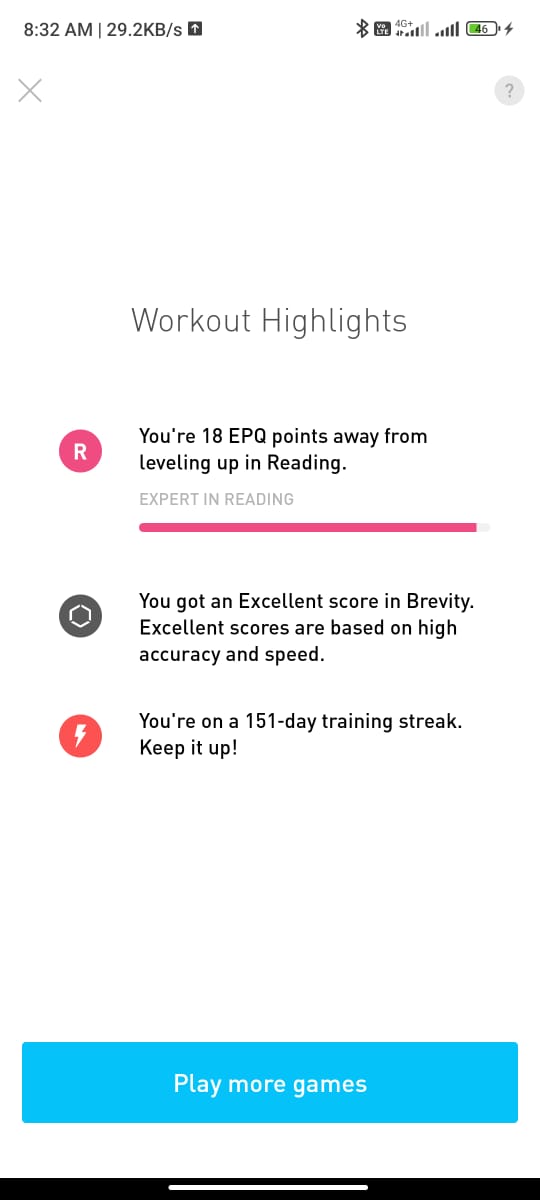 8:32 AM | 29.2KB/s
Vo LTE 4G+ 46
?
Workout Highlights
R
You're 18 EPQ points away from
leveling up in Reading.
EXPERT IN READING
You got an Excellent score in Brevity.
Excellent scores are based on high
accuracy and speed.
You're on a 151-day training streak.
Keep it up!
Play more games